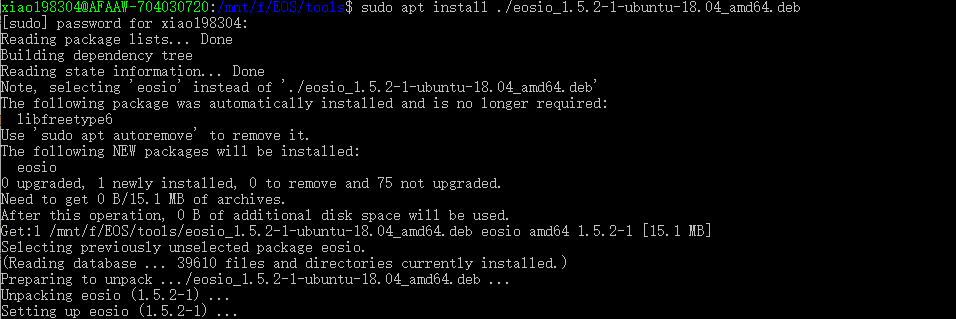 xiao198304@AFAAW-704030720:/mnt/f/EOS/tools$ sudo apt install ./eosio_1.5.2-1-ubuntu-18.04_amd64.deb
[sudo] password for xiao198304:
Reading package lists... Done
Building dependency tree
Reading state information... Done
Note, selecting 'eosio' instead of './eosio_1.5.2-1-ubuntu-18.04_amd64.deb'
The following package was automatically installed and is no longer required:
  libfreetype6
Use 'sudo apt autoremove' to remove it.
The following NEW packages will be installed:
  eosio
0 upgraded, 1 newly installed, 0 to remove and 75 not upgraded.
Need to get 0 B/15.1 MB of archives.
After this operation, 0 B of additional disk space will be used.
Get:1 /mnt/f/EOS/tools/eosio_1.5.2-1-ubuntu-18.04_amd64.deb eosio amd64 1.5.2-1 [15.1 MB]
Selecting previously unselected package eosio.
(Reading database ... 39610 files and directories currently installed.)
Preparing to unpack .../eosio_1.5.2-1-ubuntu-18.04_amd64.deb ...
Unpacking eosio (1.5.2-1) ...
Setting up eosio (1.5.2-1) ...